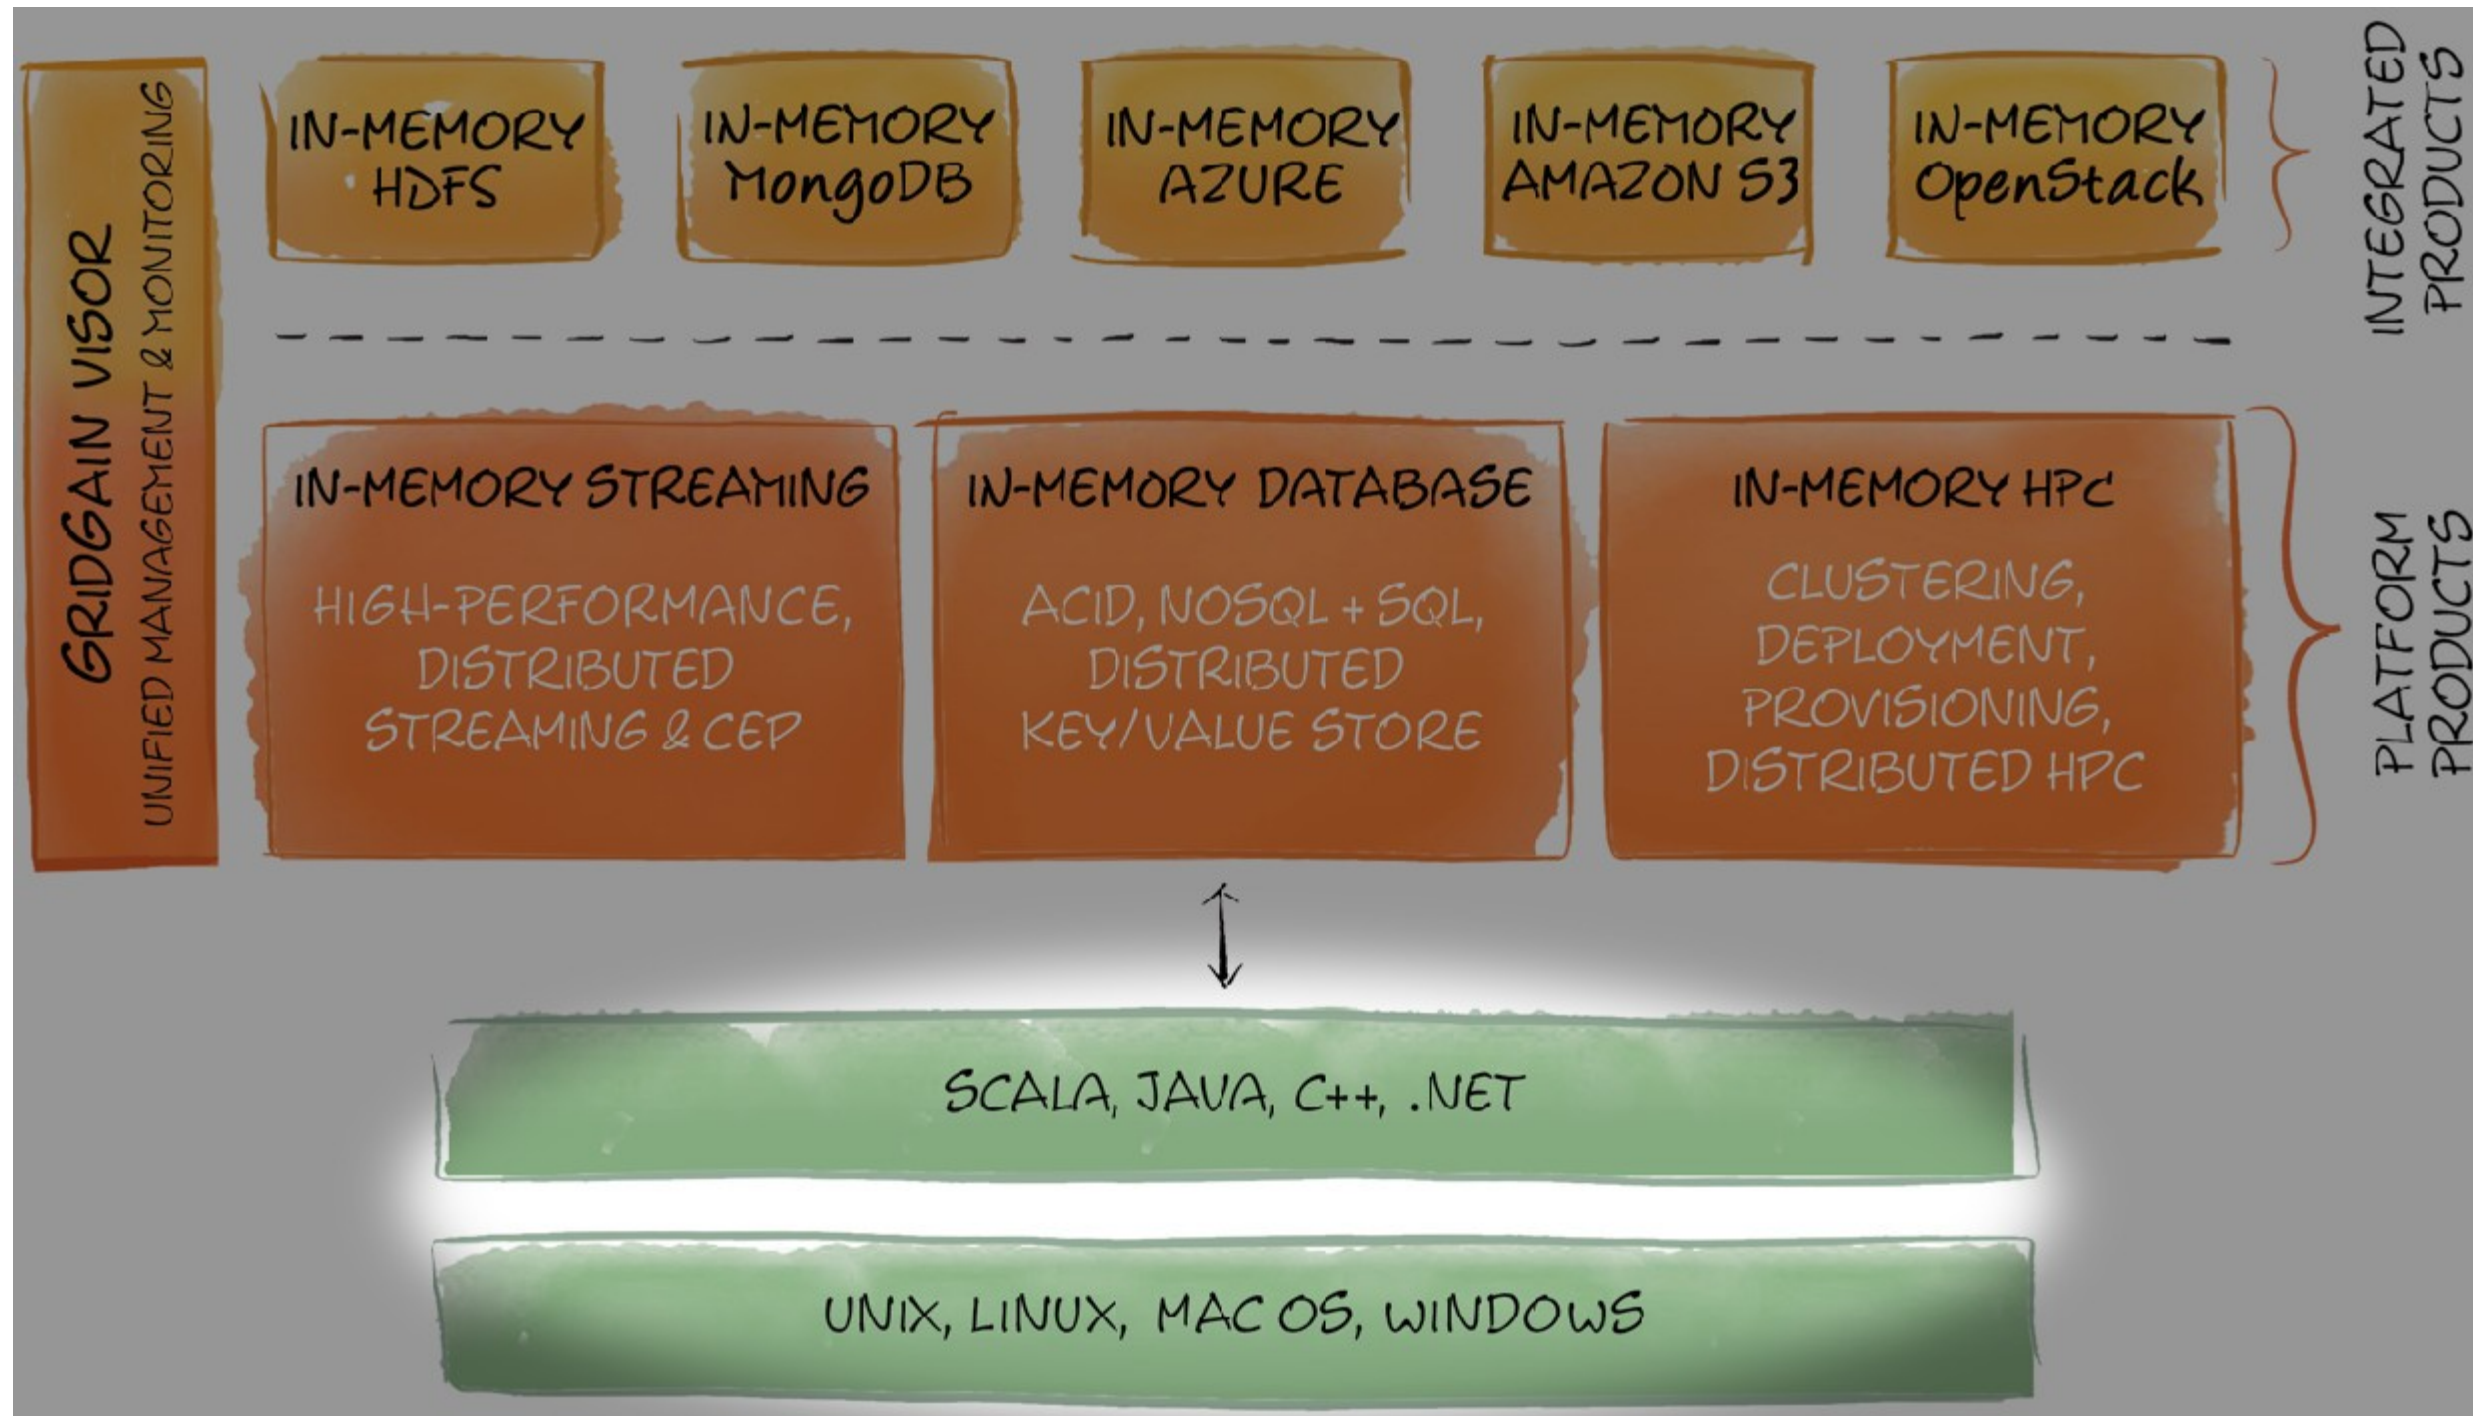 GRIDGAIN VISOR
UNIFIED MANAGEMENT & MONITORING
IN-MEMORY
HDFS
IN-MEMORY
MongoDB
IN-MEMORY
AZURE
IN-MEMORY
AMAZON S3
IN-MEMORY
OpenStack
INTEGRATED
PRODUCTS
IN-MEMORY STREAMING
HIGH-PERFORMANCE,
DISTRIBUTED
STREAMING & CEP
IN-MEMORY DATABASE
ACID, NOSQL + SQL,
DISTRIBUTED
KEY/VALUE STORE
IN-MEMORY HPC
CLUSTERING,
DEPLOYMENT,
PROVISIONING,
DISTRIBUTED HPC
PLATFORM
PRODUCTS
SCALA, JAVA, C++, .NET
UNIX, LINUX, MAC OS, WINDOWS